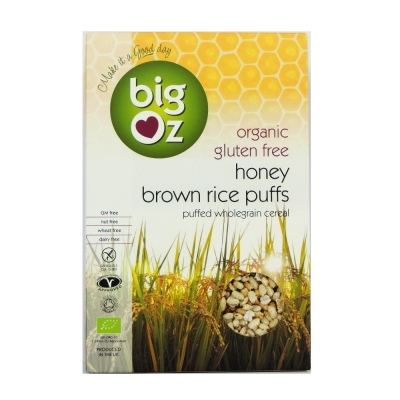 Make it a Good day
big
Oz
organic
gluten free
honey
brown rice puffs
puffed wholegrain cereal
GM free
nut free
wheat free
dairy free
APPROVED
PRODUCED
IN THE UK